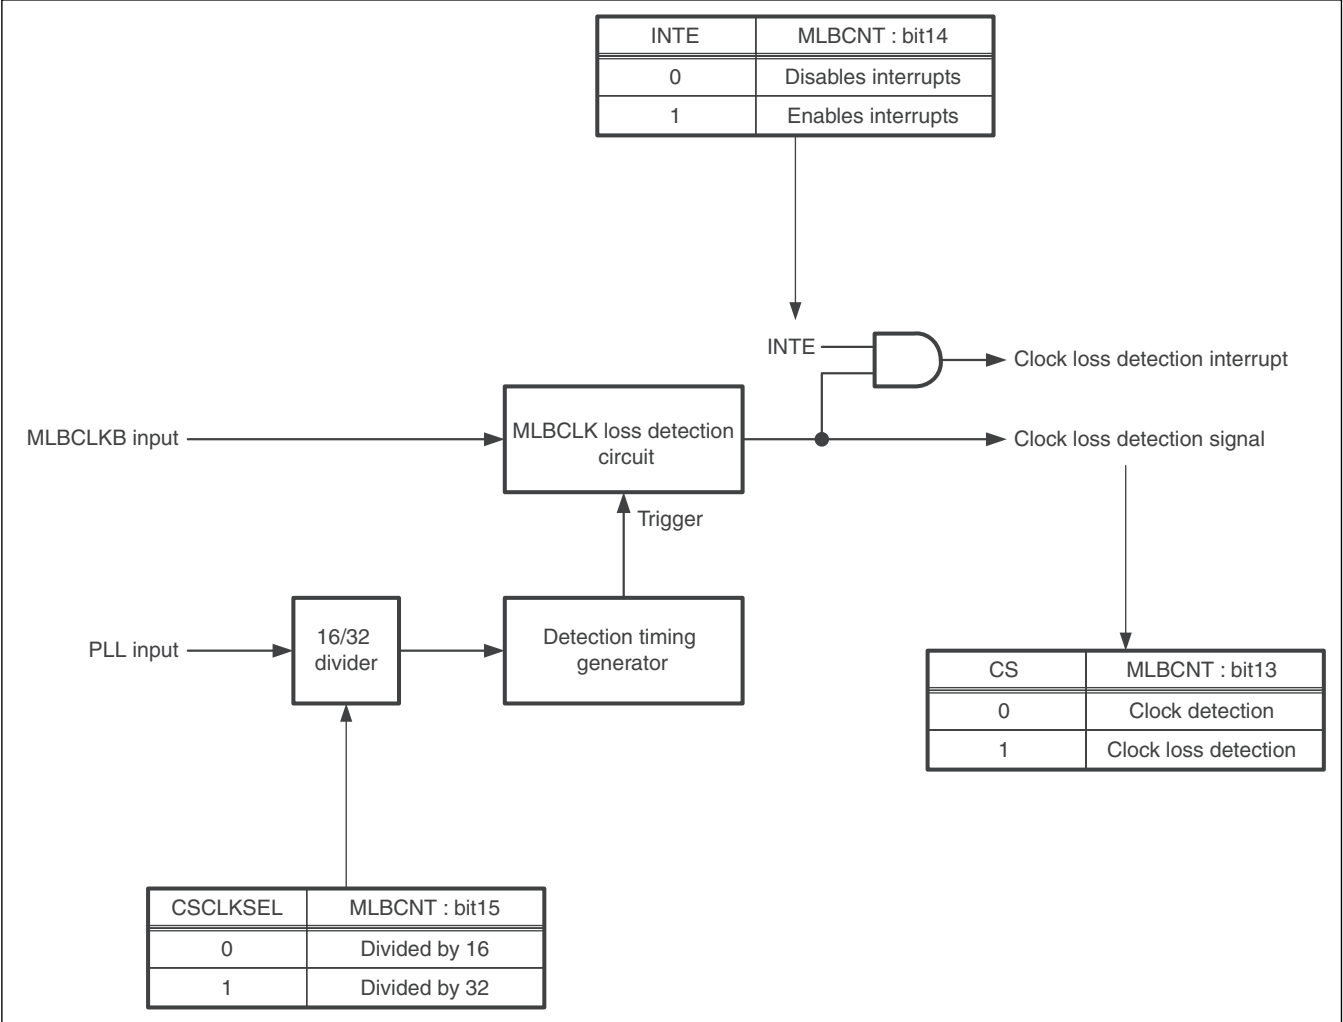 INTE MLBCNT : bit14
0 Disables interrupts
1 Enables interrupts
INTE
Clock loss detection interrupt
MLBCLKB input
MLBCLK loss detection
circuit
Clock loss detection signal
Trigger
PLL input
16/32
divider
Detection timing
generator
CS MLBCNT : bit13
0 Clock detection
1 Clock loss detection
CSCLKSEL MLBCNT : bit15
0 Divided by 16
1 Divided by 32